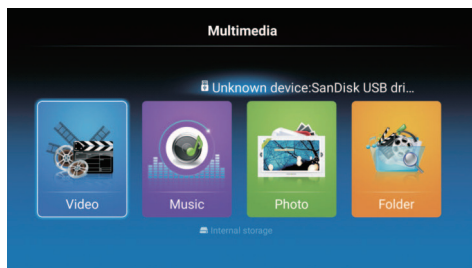 Multimedia
Unknown device:SanDisk USB dri...
Video
Music
Photo
Folder
Internal storage